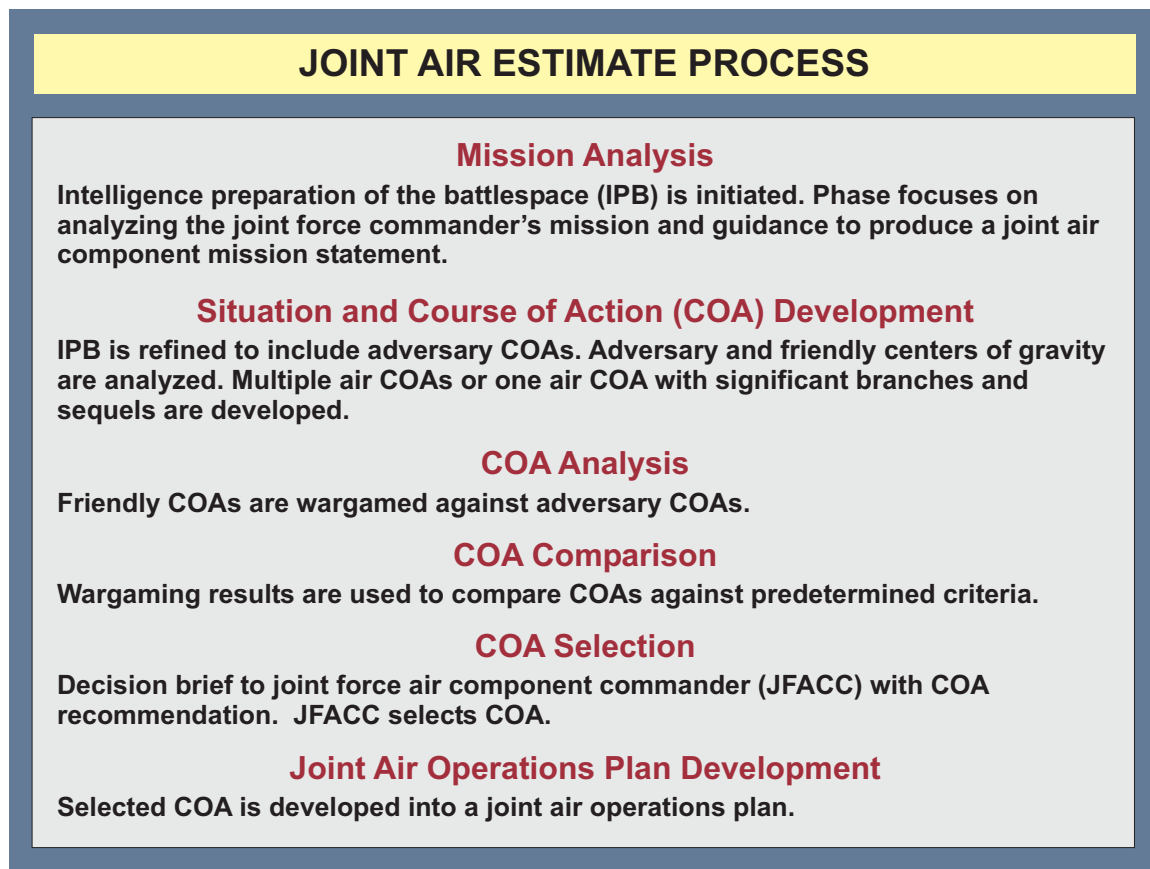 JOINT AIR ESTIMATE PROCESS
Mission Analysis
Intelligence preparation of the battlespace (IPB) is initiated. Phase focuses on
analyzing the joint force commander’s mission and guidance to produce a joint air
component mission statement.
Situation and Course of Action (COA) Development
IPB is refined to include adversary COAs. Adversary and friendly centers of gravity
are analyzed. Multiple air COAs or one air COA with significant branches and
sequels are developed.
COA Analysis
Friendly COAs are wargamed against adversary COAs.
COA Comparison
Wargaming results are used to compare COAs against predetermined criteria.
COA Selection
Decision brief to joint force air component commander (JFACC) with COA
recommendation.  JFACC selects COA.
Joint Air Operations Plan Development
Selected COA is developed into a joint air operations plan.